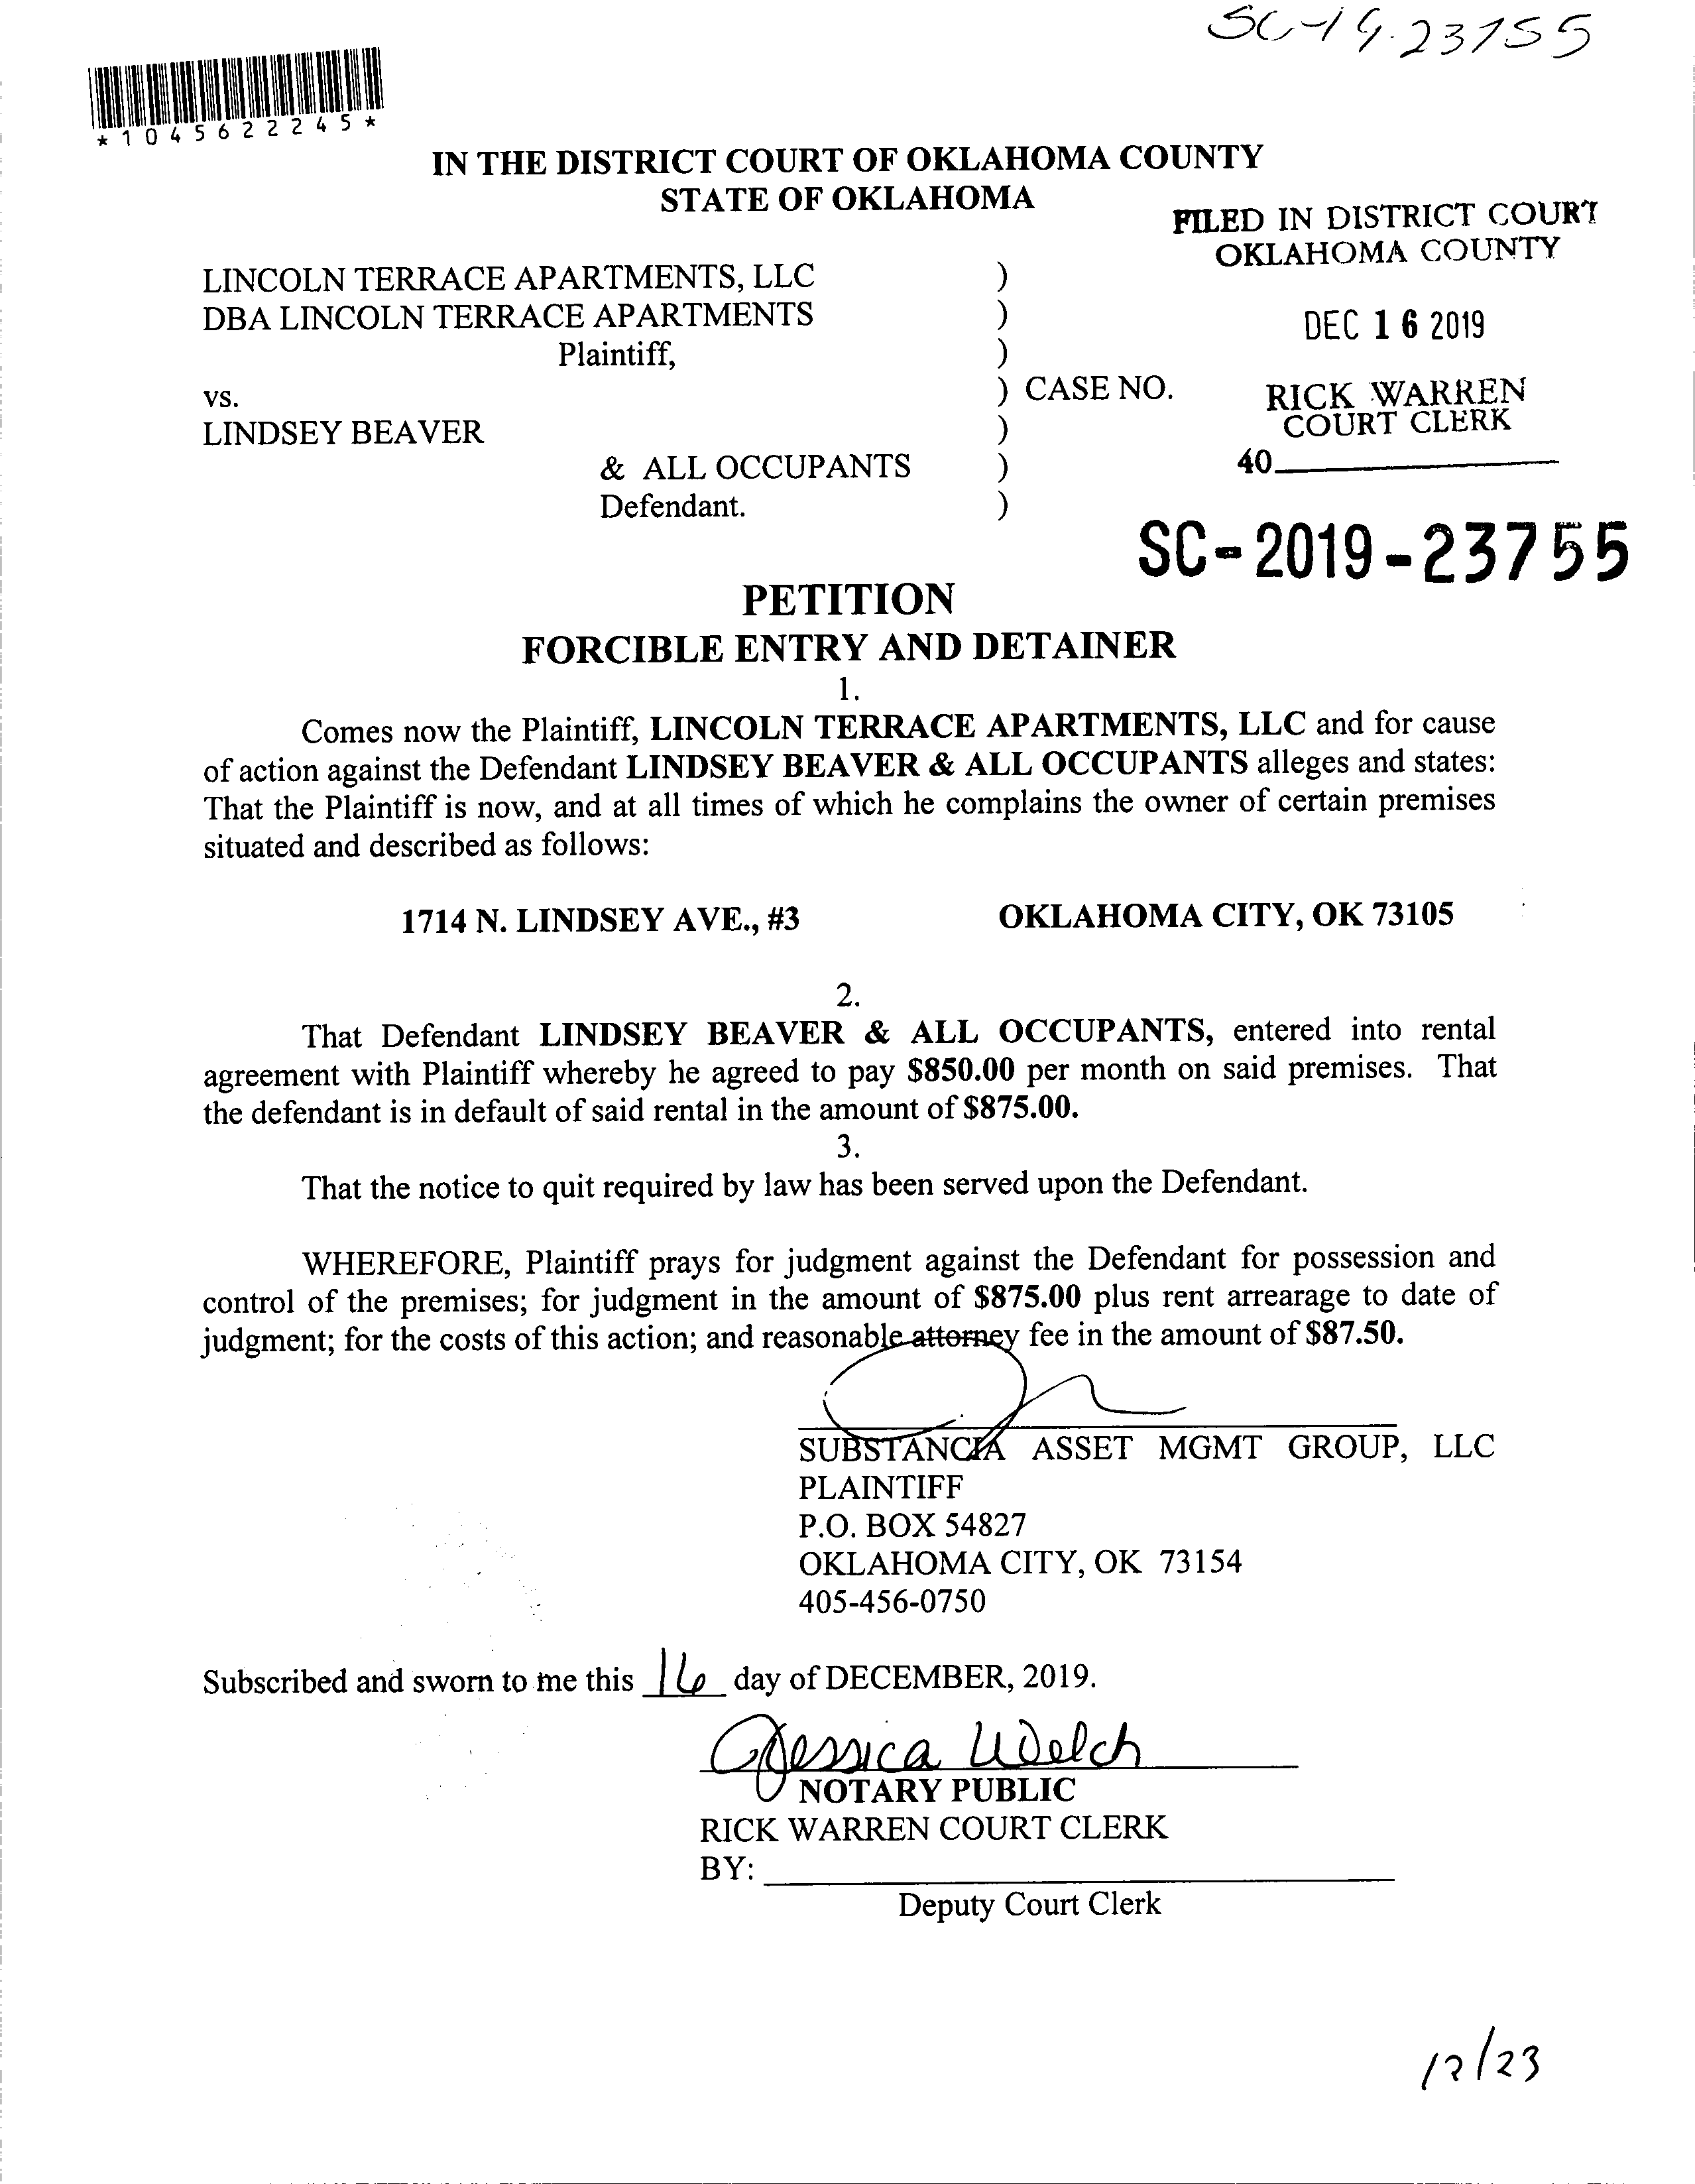 SC-19-23755
*1045622245*
IN THE DISTRICT COURT OF OKLAHOMA COUNTY
STATE OF OKLAHOMA
FILED IN DISTRICT COURT
OKLAHOMA COUNTY
LINCOLN TERRACE APARTMENTS, LLC )
DBA LINCOLN TERRACE APARTMENTS )
DEC 16 2019
Plaintiff, )
vs. ) CASE NO.
RICK WARREN
COURT CLERK
LINDSEY BEAVER )
& ALL OCCUPANTS )
40
Defendant. )
SC-2019-23755
PETITION
FORCIBLE ENTRY AND DETAINER
1.
Comes now the Plaintiff, LINCOLN TERRACE APARTMENTS, LLC and for cause
of action against the Defendant LINDSEY BEAVER & ALL OCCUPANTS alleges and states:
That the Plaintiff is now, and at all times of which he complains the owner of certain premises
situated and described as follows:
1714 N. LINDSEY AVE., #3 OKLAHOMA CITY, OK 73105
2.
That Defendant LINDSEY BEAVER & ALL OCCUPANTS, entered into rental
agreement with Plaintiff whereby he agreed to pay $850.00 per month on said premises. That
the defendant is in default of said rental in the amount of $875.00.
3.
That the notice to quit required by law has been served upon the Defendant.
WHEREFORE, Plaintiff prays for judgment against the Defendant for possession and
control of the premises; for judgment in the amount of $875.00 plus rent arrearage to date of
judgment; for the costs of this action; and reasonable attorney fee in the amount of $87.50.
SUBSTANCIA ASSET MGMT GROUP, LLC
PLAINTIFF
P.O. BOX 54827
OKLAHOMA CITY, OK 73154
405-456-0750
Subscribed and sworn to me this 16 day of DECEMBER, 2019.
Jessica Welch
NOTARY PUBLIC
RICK WARREN COURT CLERK
BY:
Deputy Court Clerk
12/23